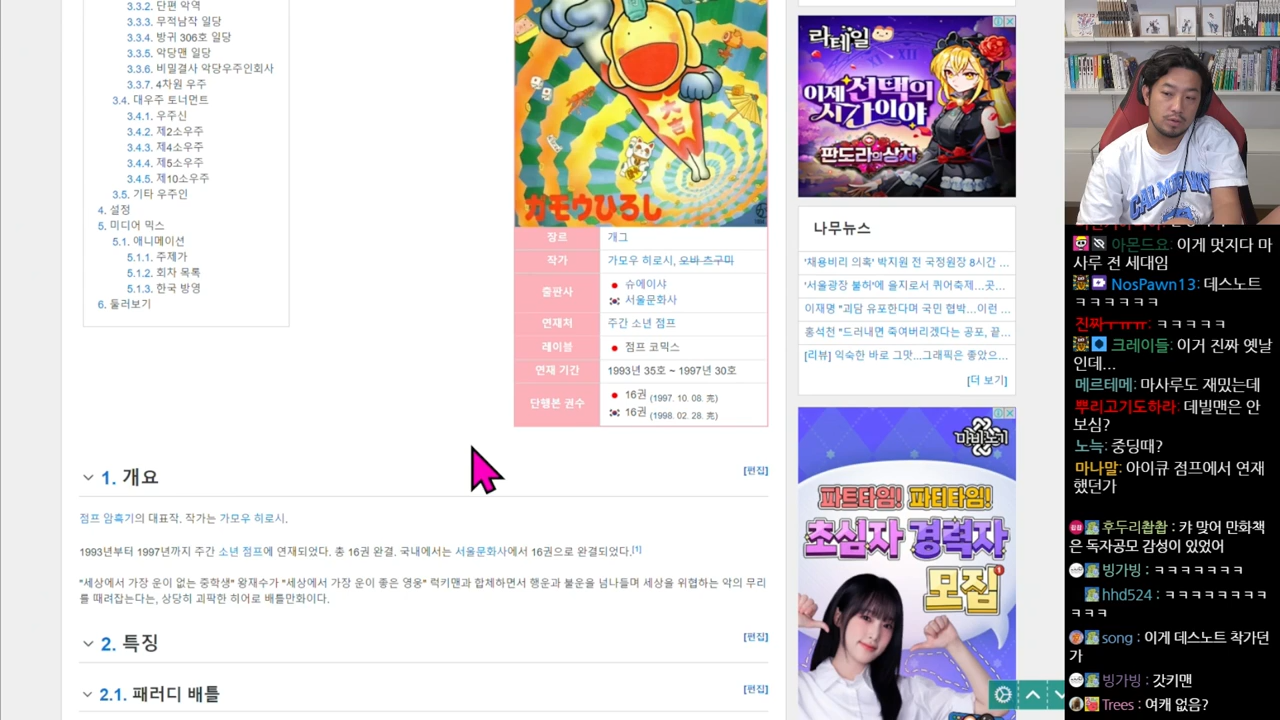 3.3.2. 단편 악역
3.3.3. 무적남작 일당
3.3.4. 방귀 306호 일당
3.3.5. 악당맨 일당
3.3.6. 비밀결사 악당우주인회사
3.3.7. 4차원 우주
3.4. 대우주 토너먼트
3.4.1. 우주신
3.4.2. 제2소우주
3.4.3. 제4소우주
3.4.4. 제5소우주
3.4.5. 제10소우주
3.5. 기타 우주인
4. 설정
5. 미디어 믹스
5.1. 애니메이션
5.1.1. 주제가
5.1.2. 회차 목록
5.1.3. 한국 방영
6. 둘러보기
大吉
ガモウひろし
장르 개그
작가 가모우 히로시, 오바 츠구미
출판사 슈에이샤
서울문화사
연재처 주간 소년 점프
레이블 점프 코믹스
연재 기간 1993년 35호 ~ 1997년 30호
단행본 권수 16권 (1997. 10. 08. 完)
16권 (1998. 02. 28. 完)
1. 개요 [편집]
점프 암흑기의 대표작. 작가는 가모우 히로시.
1993년부터 1997년까지 주간 소년 점프에 연재되었다. 총 16권 완결. 국내에서는 서울문화사에서 16권으로 완결되었다.[1]
"세상에서 가장 운이 없는 중학생" 왕재수가 "세상에서 가장 운이 좋은 영웅" 럭키맨과 합체하면서 행운과 불운을 넘나들며 세상을 위협하는 악의 무리
를 때려잡는다는, 상당히 괴팍한 히어로 배틀만화이다.
2. 특징 [편집]
2.1. 패러디 배틀 [편집]
라테일
XII
이제 선택의
시간이야
판도라의 상자
나무뉴스
'채용비리 의혹' 박지원 전 국정원장 8시간 ...
'서울광장 불허'에 을지로서 퀴어축제…곳...
이재명 "괴담 유포한다며 국민 협박…이런 ...
홍석천 "드러내면 죽여버리겠다는 공포, 끝...
[리뷰] 익숙한 바로 그맛...그래픽은 좋았으...
[더 보기]
마비노기
파트타임! 파티타임!
초심자 경력자
모집
1
아몬드요: 이게 멋지다 마
사루 전 세대임
NosPawn13: 데스노트
ㅋㅋㅋㅋㅋㅋ
진짜ㅜㅠㅠㅠ: ㅋㅋㅋㅋㅋ
크레이들: 이거 진짜 옛날
인데...
메르테메: 마사루도 재밌는데
뿌리고기도하라: 데빌맨은 안
보심?
노늑: 중딩때?
마나말: 아이큐 점프에서 연재
했던가
후두리촵촵 : 캬 맞어 만화책
은 독자공모 감성이 있었어
빙가빙 : ㅋㅋㅋㅋㅋㅋㅋ
hhd524 : ㅋㅋㅋㅋㅋㅋㅋㅋ
ㅋㅋㅋ
song : 이게 데스노트 작가던
가
빙가빙 : 갓키맨
Trees : 여캐 없음?